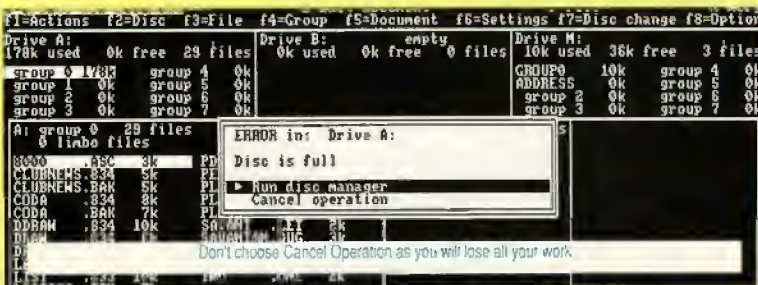 f1=Actions f2=Disc f3=File f4=Group f5=Document f6=Settings f7=Disc change f8=Option
Drive A:
178k used 0k free 29 files
group 0 178k group 4 0k
group 1 0k group 5 0k
group 2 0k group 6 0k
group 3 0k group 7 0k
Drive B: empty
0k used 0k free 0 files
Drive M:
10k used 36k free 3 files
GROUP0 10k group 4 0k
ADDRESS 0k group 5 0k
group 2 0k group 6 0k
group 3 0k group 7 0k
A: group 0 29 files
0 limbo files
8000 .ASC 3k
CLUBNEWS.834 5k
CLUBNEWS.BAK 5k
CODA .834 8k
CODA .BAK 7k
DDRAW .834 10k
ERROR in: Drive A:
Disc is full
Run disc manager
Cancel operation
Don't choose Cancel Operation as you will lose all your work